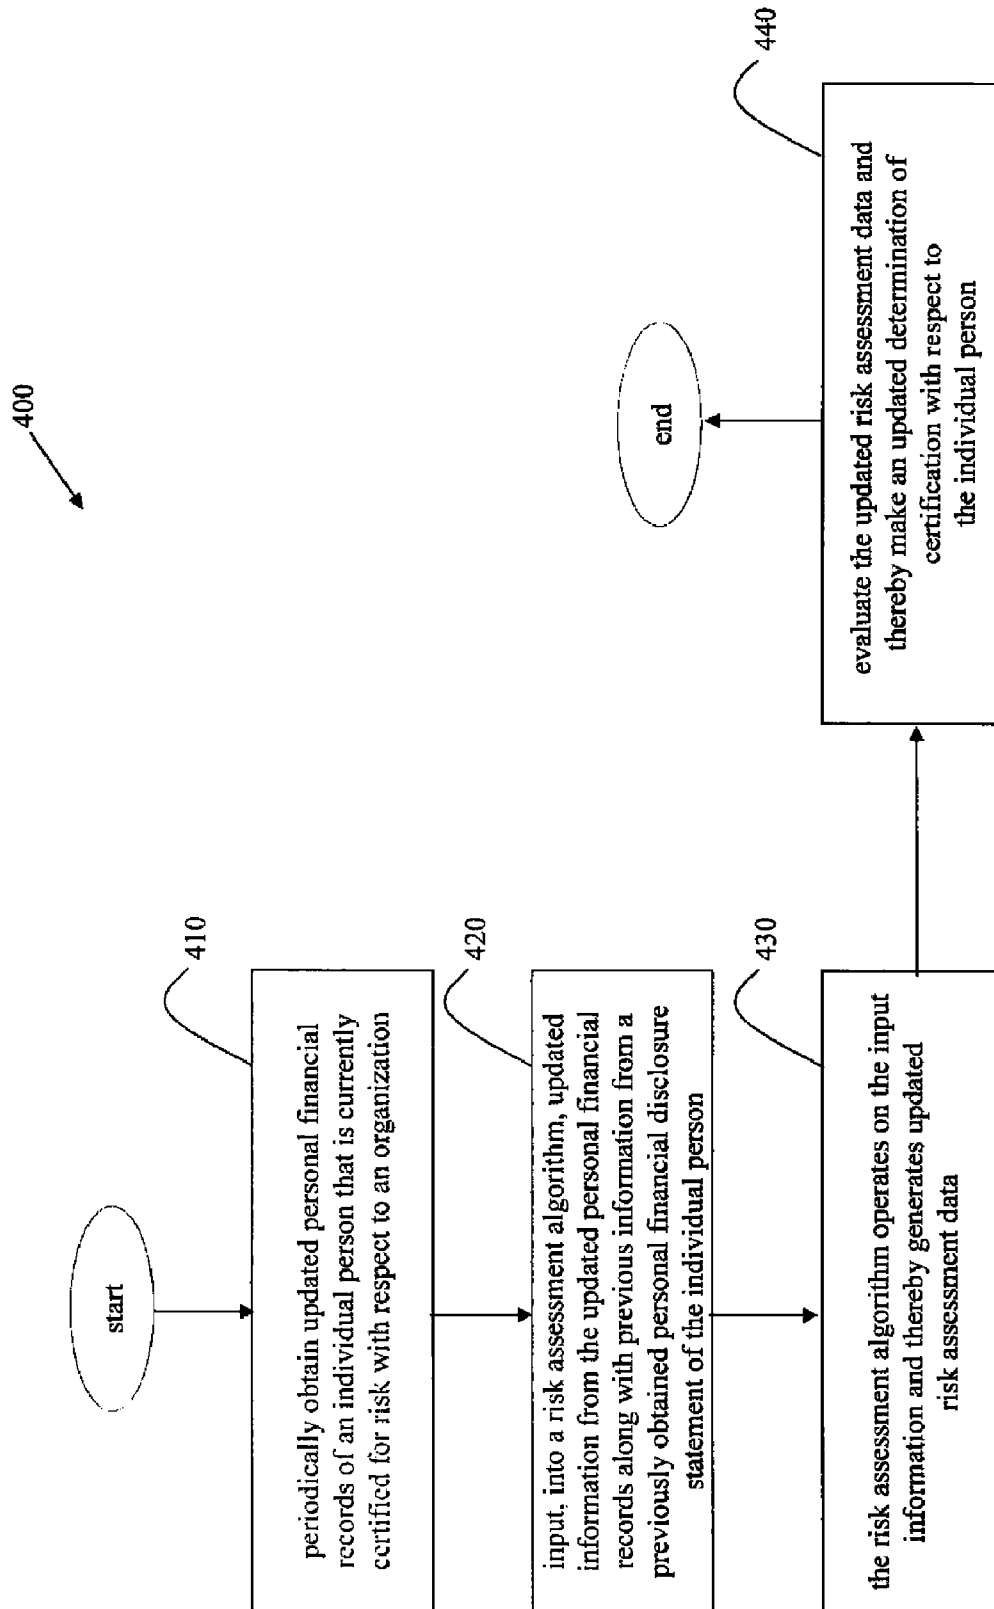 400
start
410
periodically obtain updated personal financial
records of an individual person that is currently
certified for risk with respect to an organization
420
input, into a risk assessment algorithm, updated
information from the updated personal financial
records along with previous information from a
previously obtained personal financial disclosure
statement of the individual person
430
the risk assessment algorithm operates on the input
information and thereby generates updated
risk assessment data
440
evaluate the updated risk assessment data and
thereby make an updated determination of
certification with respect to
the individual person
end